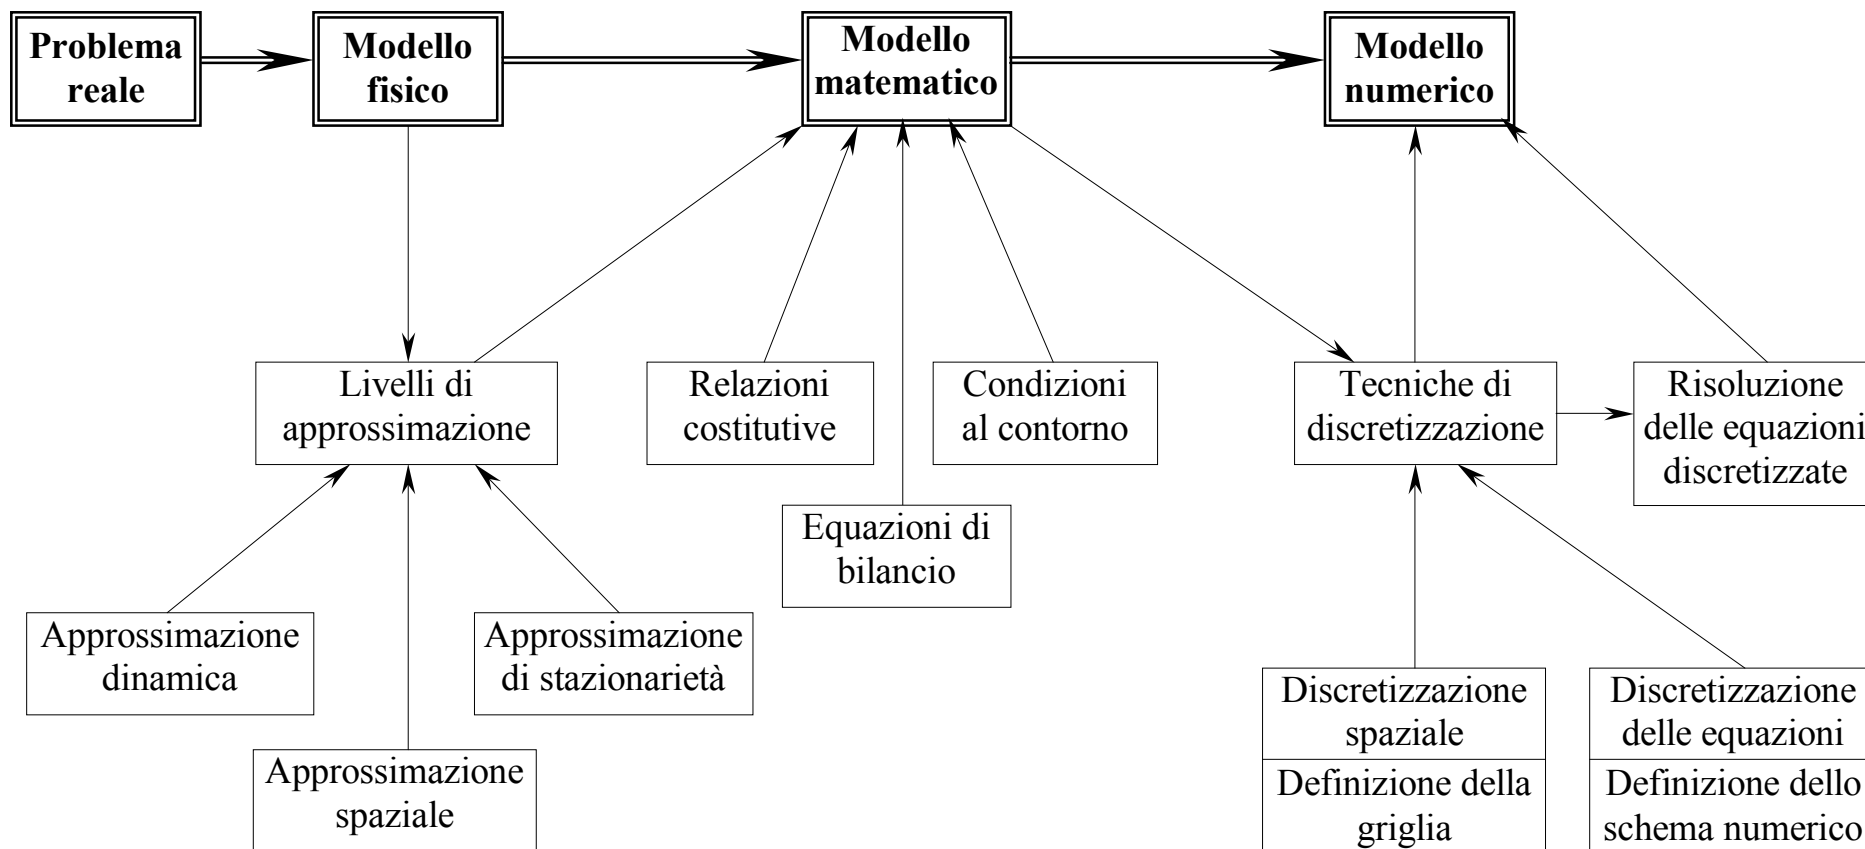 Problema
reale
Modello
fisico
Modello
matematico
Modello
numerico
Livelli di
approssimazione
Relazioni
costitutive
Condizioni
al contorno
Tecniche di
discretizzazione
Risoluzione
delle equazioni
discretizzate
Equazioni di
bilancio
Approssimazione
dinamica
Approssimazione
di stazionarietà
Approssimazione
spaziale
Discretizzazione
spaziale
Definizione della
griglia
Discretizzazione
delle equazioni
Definizione dello
schema numerico